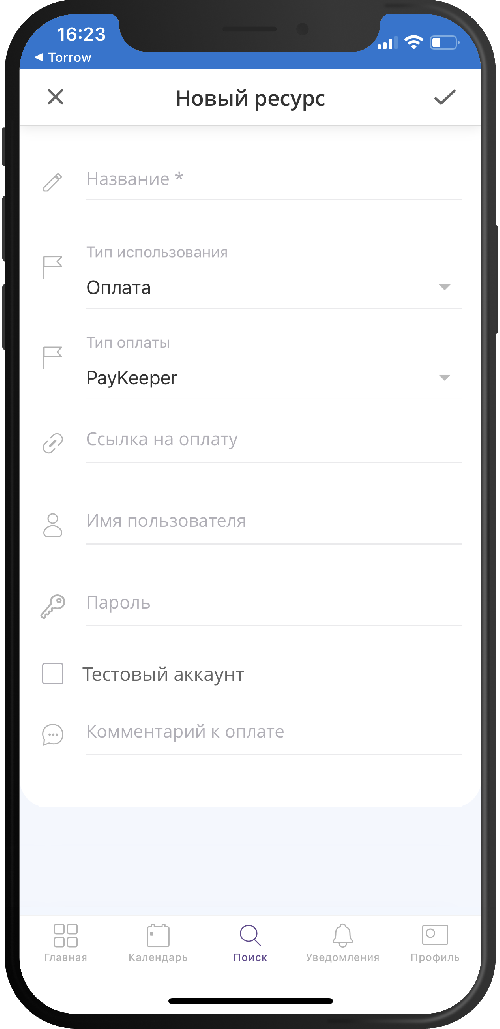 16:23
◀ Torrow
Новый ресурс
Название *
Тип использования
Оплата
Тип оплаты
PayKeeper
Ссылка на оплату
Имя пользователя
Пароль
Тестовый аккаунт
Комментарий к оплате
Главная Календарь Поиск Уведомления Профиль